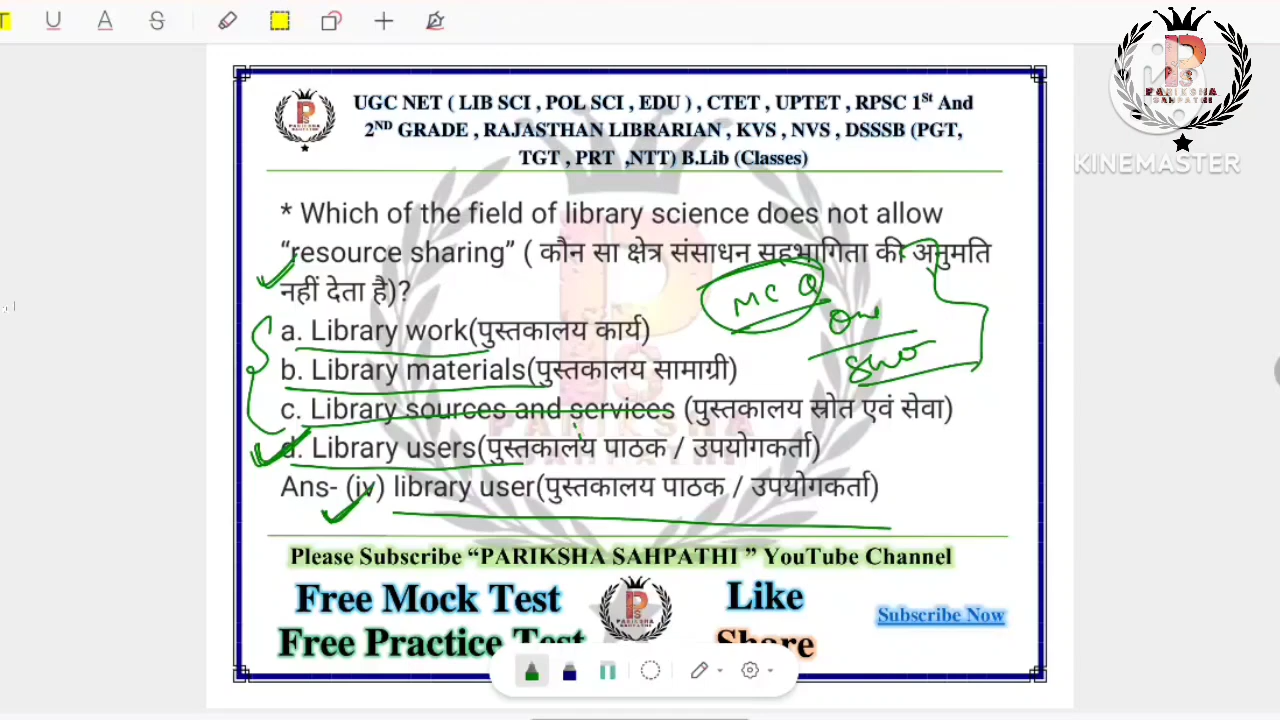 UGC NET ( LIB SCI , POL SCI , EDU ) , CTET , UPTET , RPSC 1St And
2ND GRADE , RAJASTHAN LIBRARIAN , KVS , NVS , DSSSB (PGT,
TGT , PRT ,NTT) B.Lib (Classes)
PARIKSHA
SAHPATHI
KINEMASTER
* Which of the field of library science does not allow
“resource sharing” ( कौन सा क्षेत्र संसाधन सहभागिता की अनुमति
नहीं देता है)?
MCQ
one
a. Library work(पुस्तकालय कार्य)
b. Library materials(पुस्तकालय सामाग्री)
c. Library sources and services (पुस्तकालय स्रोत एवं सेवा)
d. Library users(पुस्तकालय पाठक / उपयोगकर्ता)
Ans- (iv) library user(पुस्तकालय पाठक / उपयोगकर्ता)
Please Subscribe “PARIKSHA SAHPATHI ” YouTube Channel
Free Mock Test
Like
Subscribe Now
Free Practice Test
Share